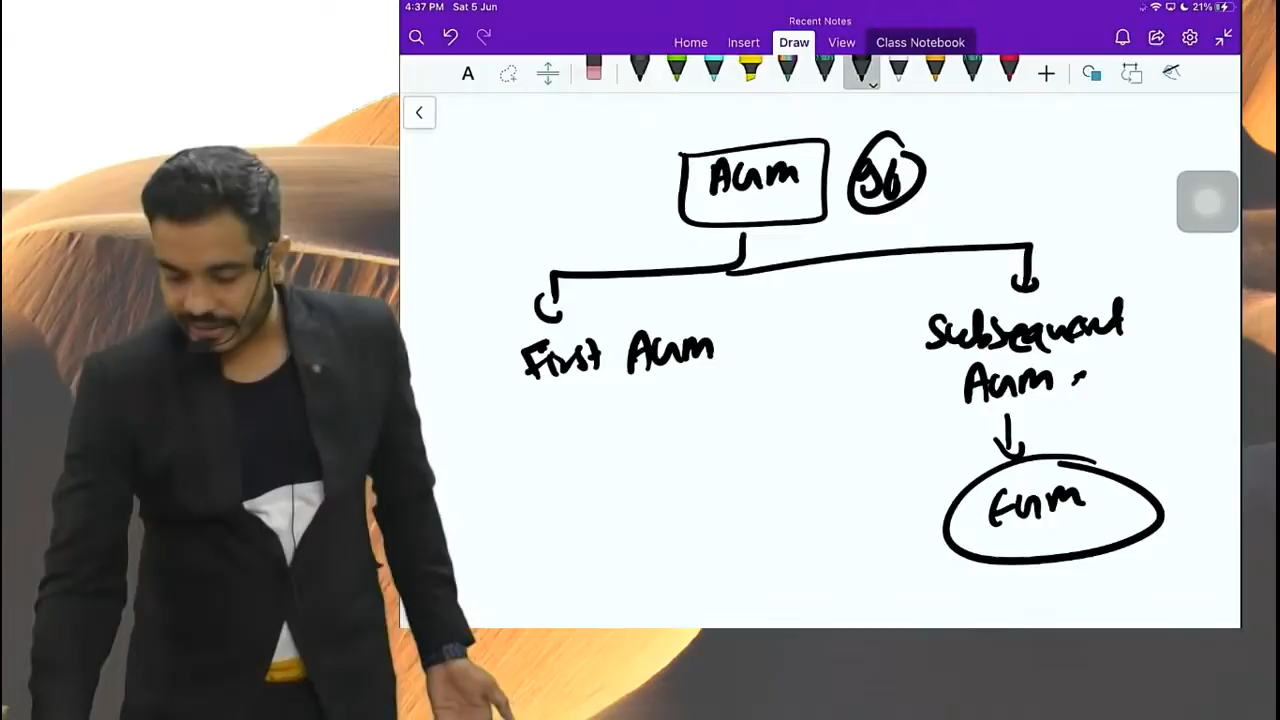 4:37 PM Sat 5 Jun
21%
Recent Notes
Home Insert Draw View Class Notebook
A
AGM 96
First AGM
Subsequent
AGM
EGM